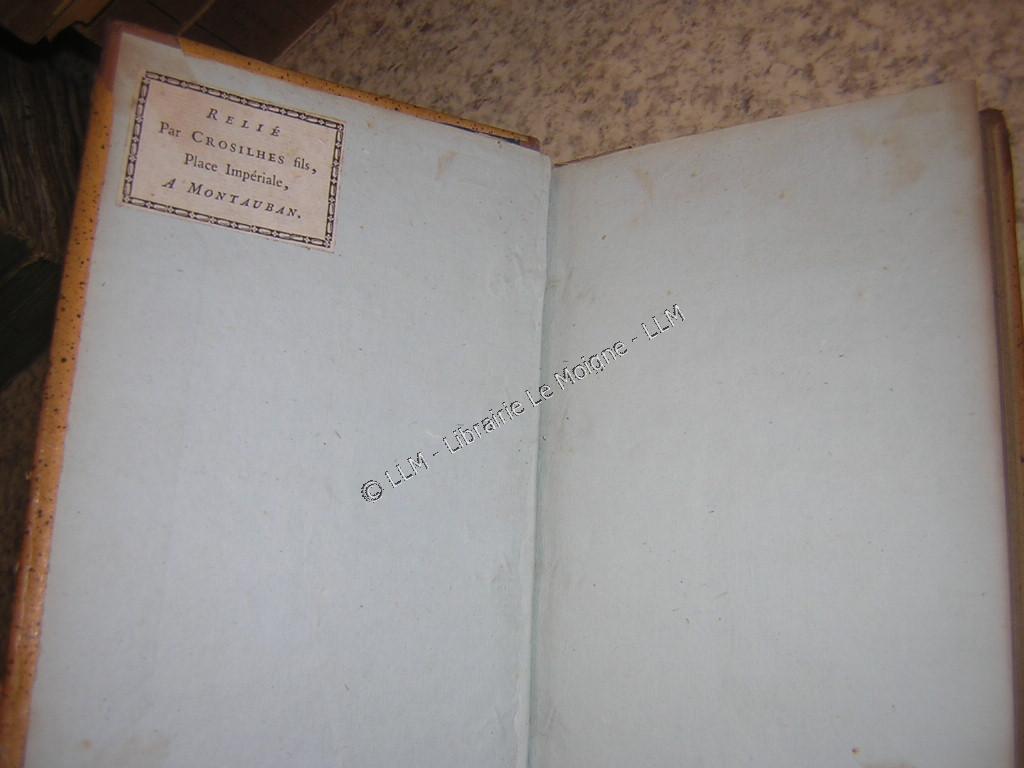 RELIÉ
Par CROSILHES fils,
Place Impériale,
A MONTAUBAN.
© LLM - Librairie Le Moigne - LLM